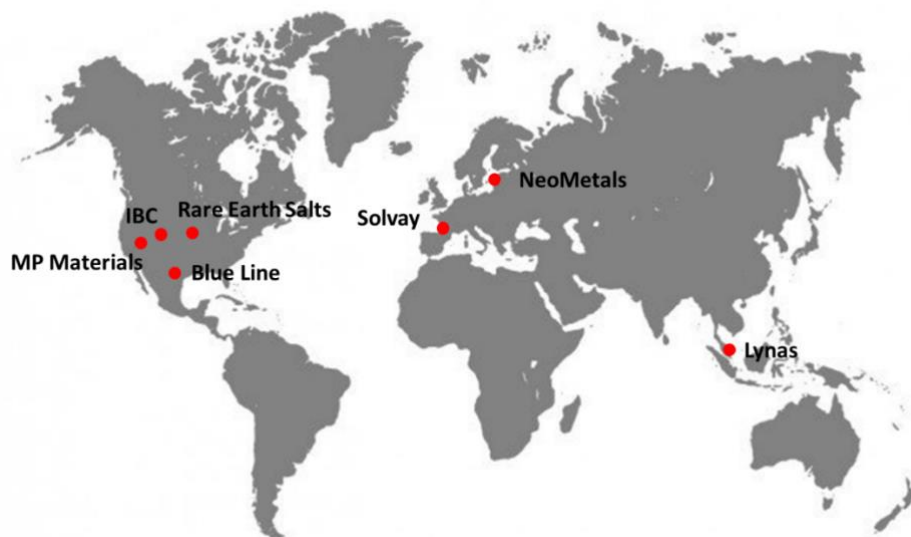 NeoMetals
IBC
Rare Earth Salts
Solvay
MP Materials
Blue Line
Lynas